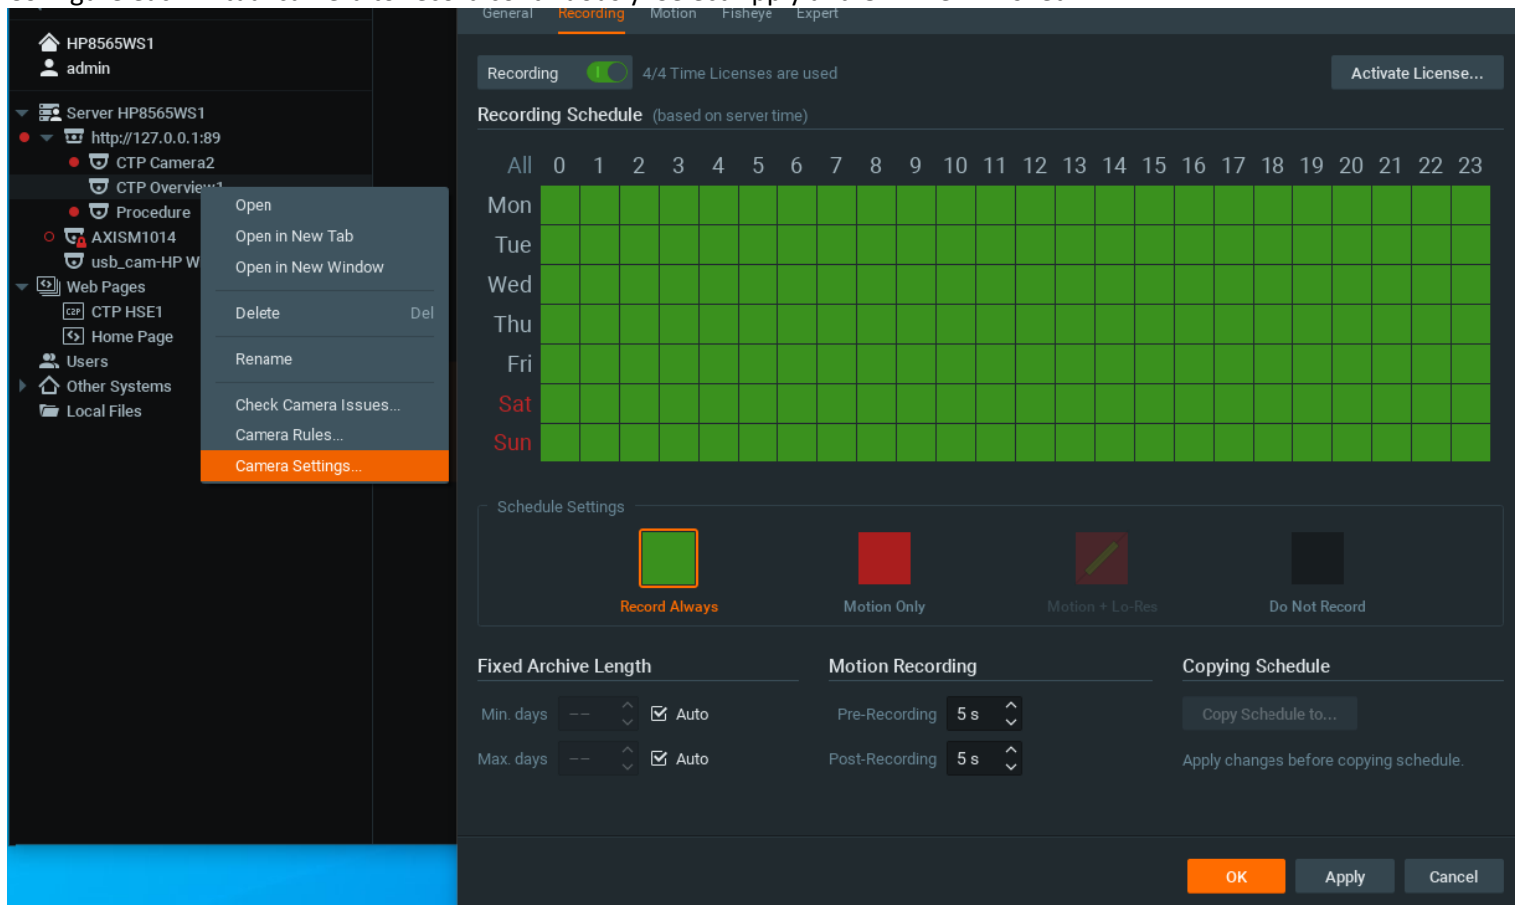 General Recording Motion Fisheye Expert
HP8565WS1
admin
Server HP8565WS1
http://127.0.0.1:89
CTP Camera2
CTP Overview1
Procedure
AXISM1014
usb_cam-HP W
Web Pages
C2P CTP HSE1
Home Page
Users
Other Systems
Local Files
Open
Open in New Tab
Open in New Window
Delete Del
Rename
Check Camera Issues...
Camera Rules...
Camera Settings...
Recording 4/4 Time Licenses are used Activate License...
Recording Schedule (based on server time)
All 0 1 2 3 4 5 6 7 8 9 10 11 12 13 14 15 16 17 18 19 20 21 22 23
Mon
Tue
Wed
Thu
Fri
Sat
Sun
Schedule Settings
Record Always Motion Only Motion + Lo-Res Do Not Record
Fixed Archive Length Motion Recording Copying Schedule
Min. days -- Auto Pre-Recording 5 s Copy Schedule to...
Max. days -- Auto Post-Recording 5 s Apply changes before copying schedule.
OK Apply Cancel